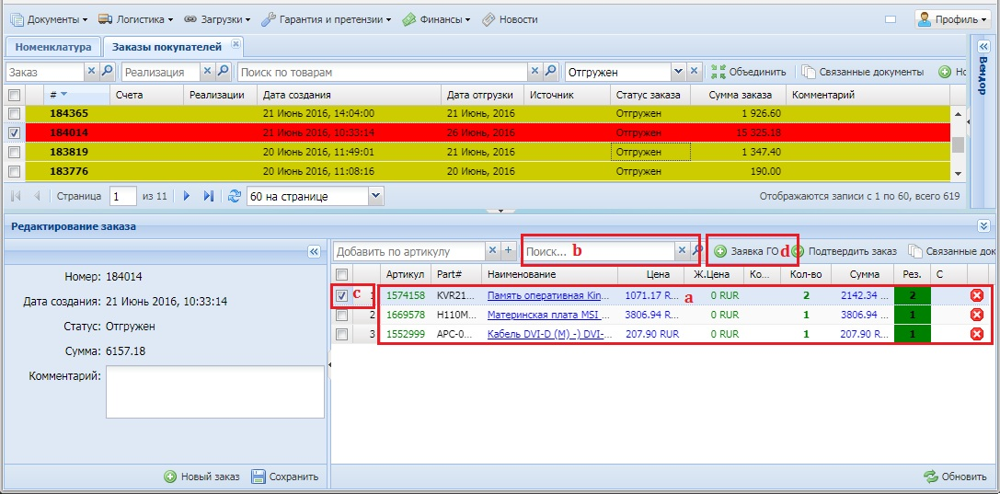 Документы Логистика Загрузки Гарантия и претензии Финансы Новости Профиль
Номенклатура Заказы покупателей
Заказ Реализация Поиск по товарам Отгружен Объединить Связанные документы Но
# Счета Реализации Дата создания Дата отгрузки Источник Статус заказа Сумма заказа Комментарий
184365 21 Июнь 2016, 14:04:00 21 Июнь, 2016 Отгружен 1 926.60
184014 21 Июнь 2016, 10:33:14 26 Июнь, 2016 Отгружен 15 325.18
183819 20 Июнь 2016, 11:49:01 21 Июнь, 2016 Отгружен 1 347.40
183776 20 Июнь 2016, 11:08:16 20 Июнь, 2016 Отгружен 190.00
Страница 1 из 11 60 на странице Отображаются записи с 1 по 60, всего 619
Вендор
Редактирование заказа
Добавить по артикулу Поиск... b Заявка ГО d Подтвердить заказ Связанные док
Номер: 184014
Дата создания: 21 Июнь 2016, 10:33:14
Статус: Отгружен
Сумма: 6157.18
Комментарий:
Артикул Part# Наименование Цена Ж.Цена Ко... Кол-во Сумма Рез. С
c 1 1574158 KVR21... Память оперативная Kin... 1071.17 R... a 0 RUR 2 2142.34 ... 2
2 1669578 H110M... Материнская плата MSI ... 3806.94 R... 0 RUR 1 3806.94 ... 1
3 1552999 APC-0... Кабель DVI-D (M) -) DVI-... 207.90 RUR 0 RUR 1 207.90 R... 1
Новый заказ Сохранить Обновить